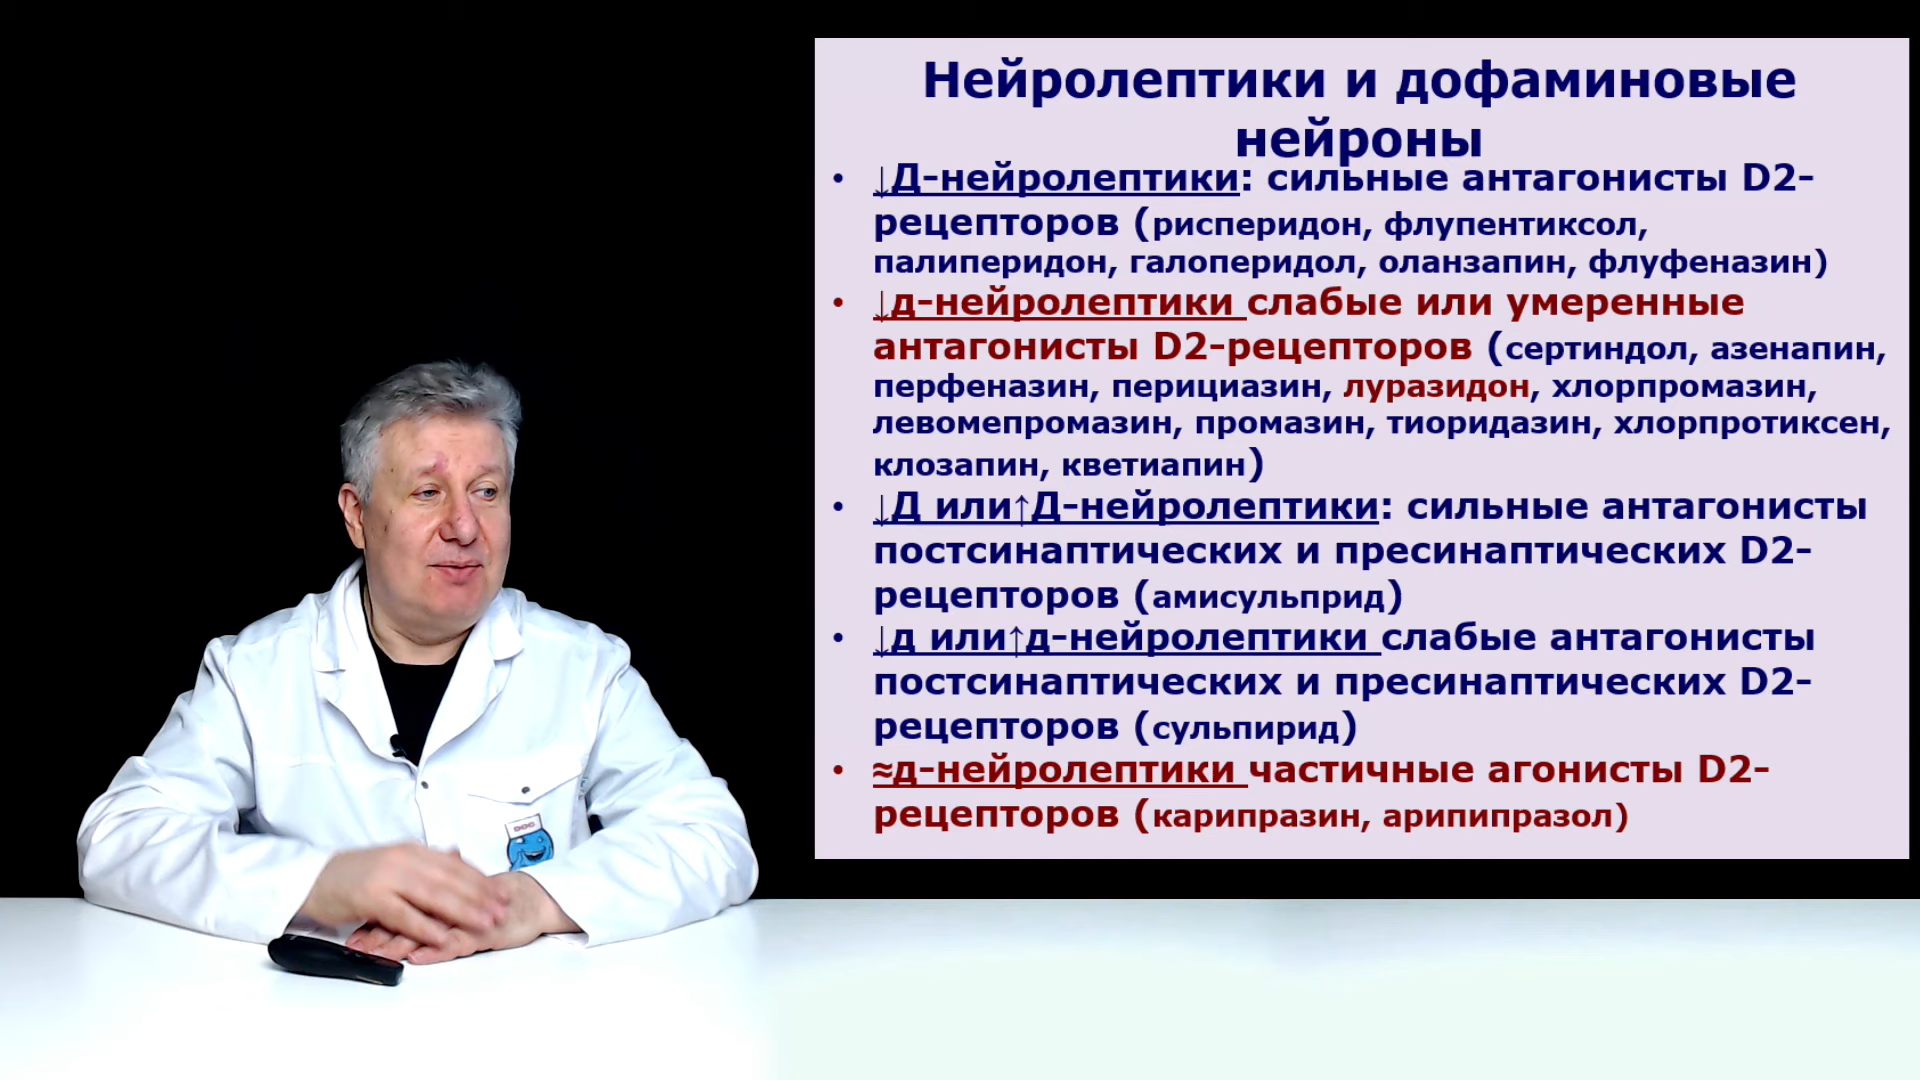 Нейролептики и дофаминовые
нейроны
• ↓Д-нейролептики: сильные антагонисты D2-
рецепторов (рисперидон, флупентиксол,
палиперидон, галоперидол, оланзапин, флуфеназин)
• ↓д-нейролептики слабые или умеренные
антагонисты D2-рецепторов (сертиндол, азенапин,
перфеназин, перициазин, луразидон, хлорпромазин,
левомепромазин, промазин, тиоридазин, хлорпротиксен,
клозапин, кветиапин)
• ↓Д или↑Д-нейролептики: сильные антагонисты
постсинаптических и пресинаптических D2-
рецепторов (амисульприд)
• ↓д или↑д-нейролептики слабые антагонисты
постсинаптических и пресинаптических D2-
рецепторов (сульпирид)
• ≈д-нейролептики частичные агонисты D2-
рецепторов (карипразин, арипипразол)